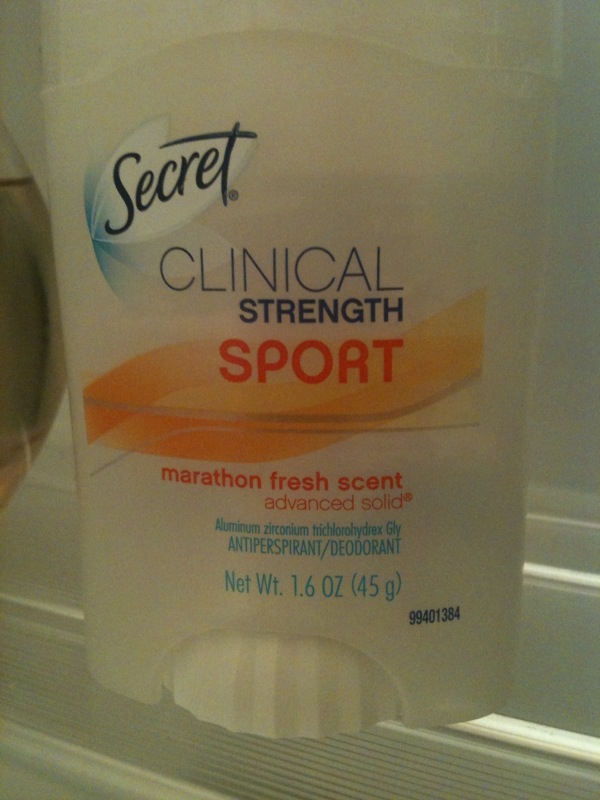 Secret®
CLINICAL
STRENGTH
SPORT
marathon fresh scent
advanced solid®
Aluminum zirconium trichlorohydrex Gly
ANTIPERSPIRANT/DEODORANT
Net Wt. 1.6 OZ (45 g)
99401384